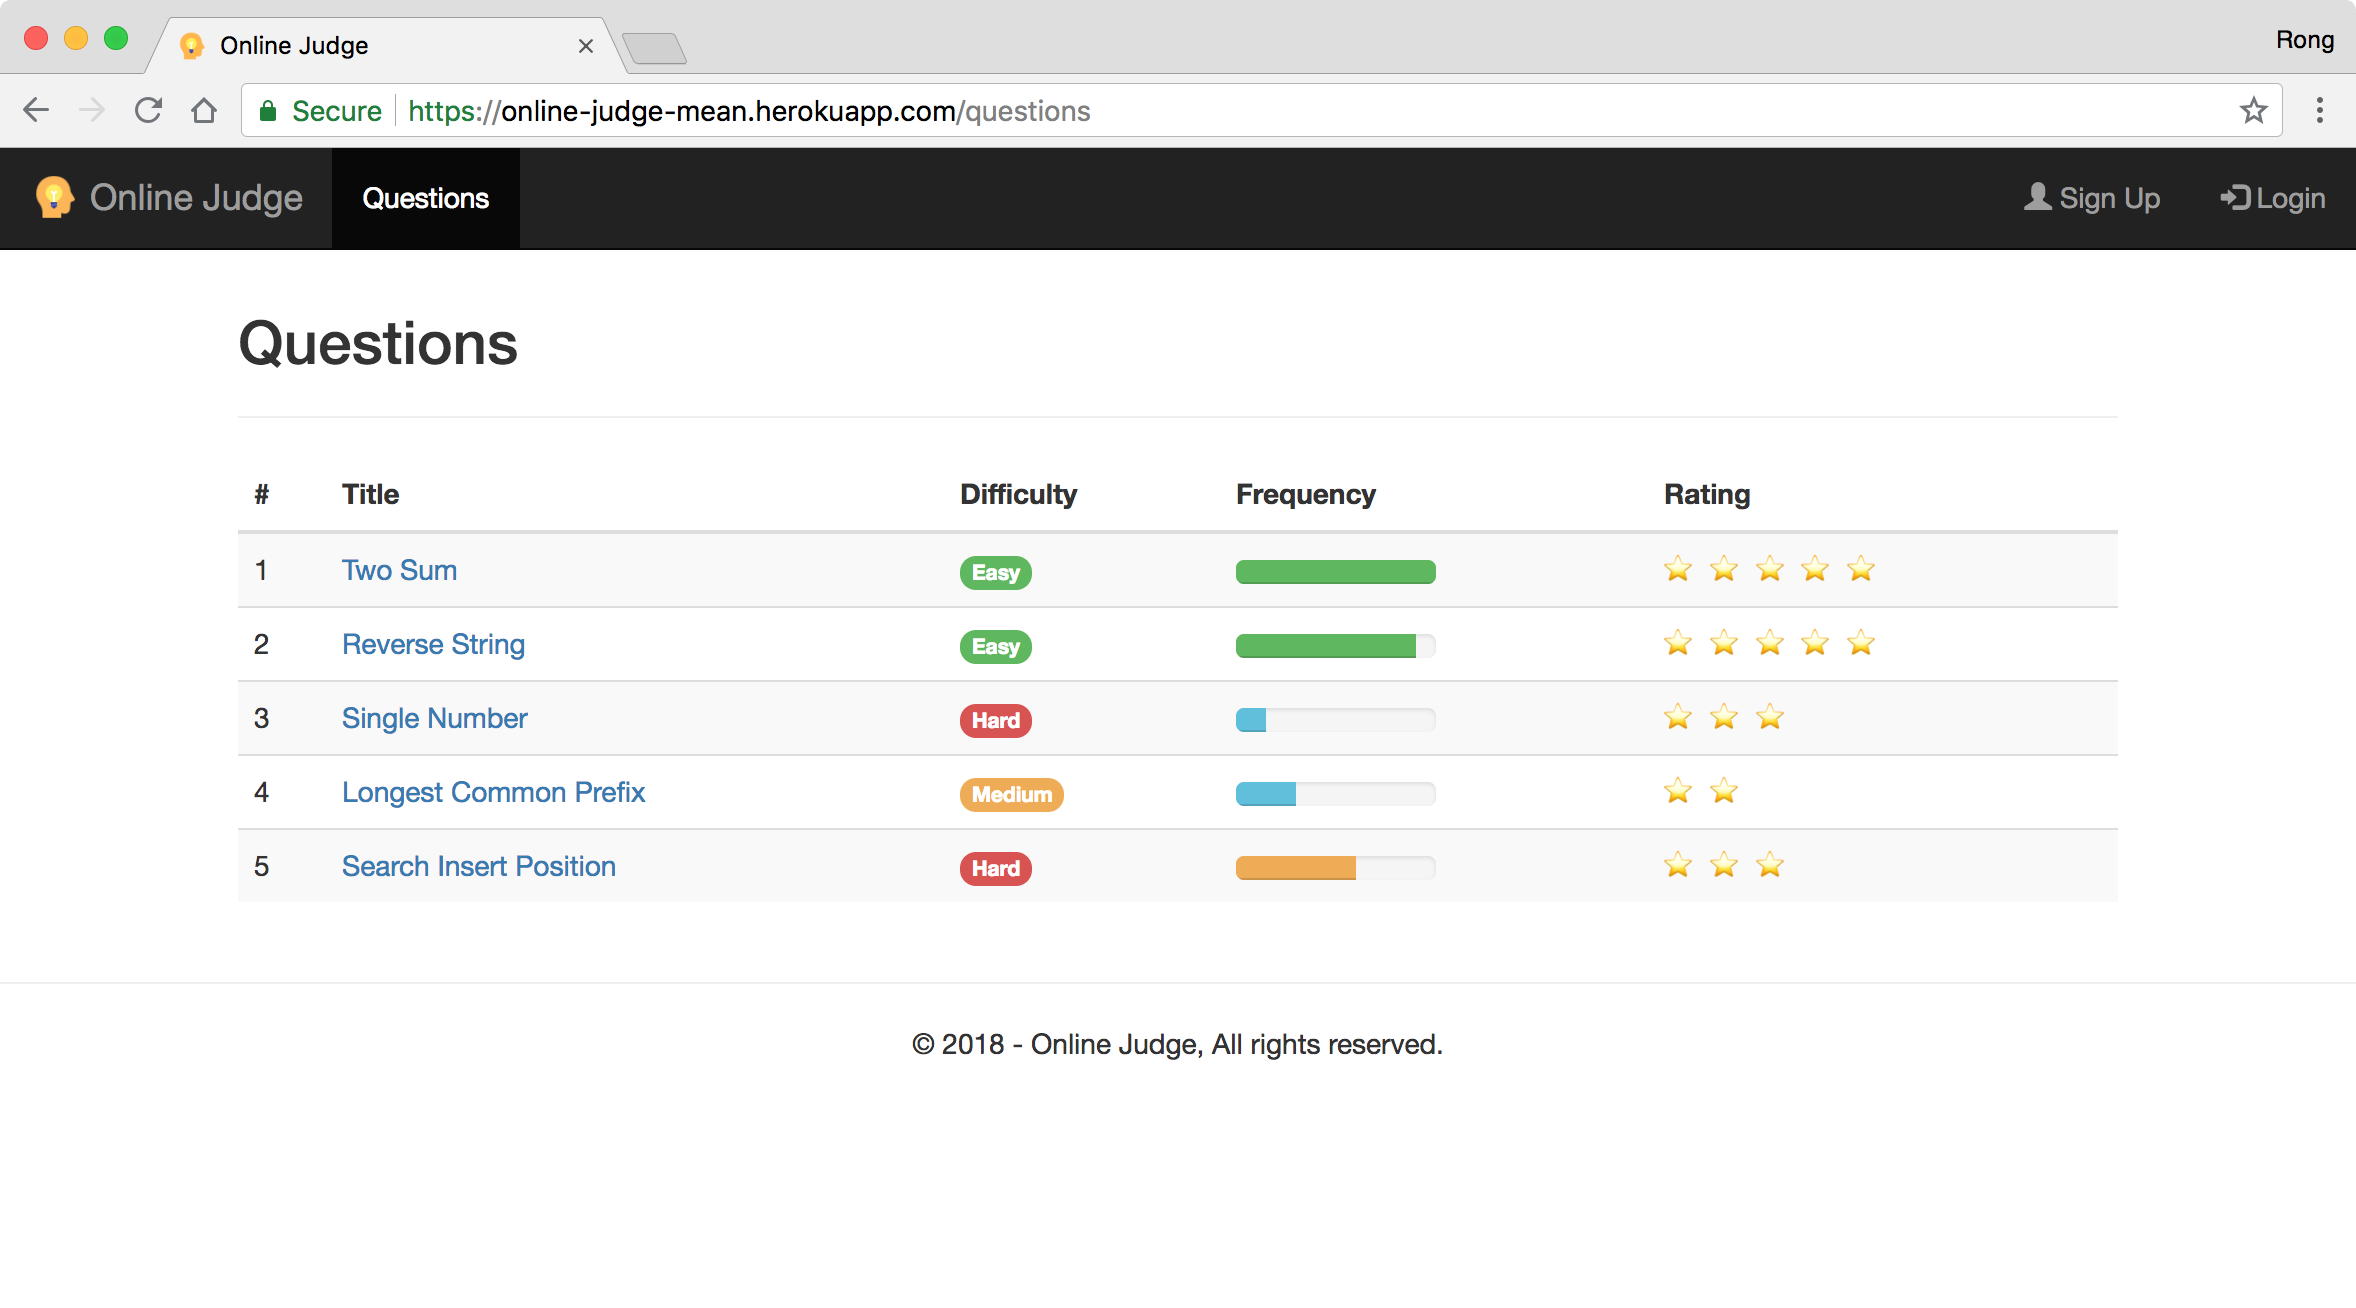 Online Judge
Rong
Secure https://online-judge-mean.herokuapp.com/questions
Online Judge Questions Sign Up Login
Questions
# Title Difficulty Frequency Rating
1 Two Sum Easy
2 Reverse String Easy
3 Single Number Hard
4 Longest Common Prefix Medium
5 Search Insert Position Hard
© 2018 - Online Judge, All rights reserved.